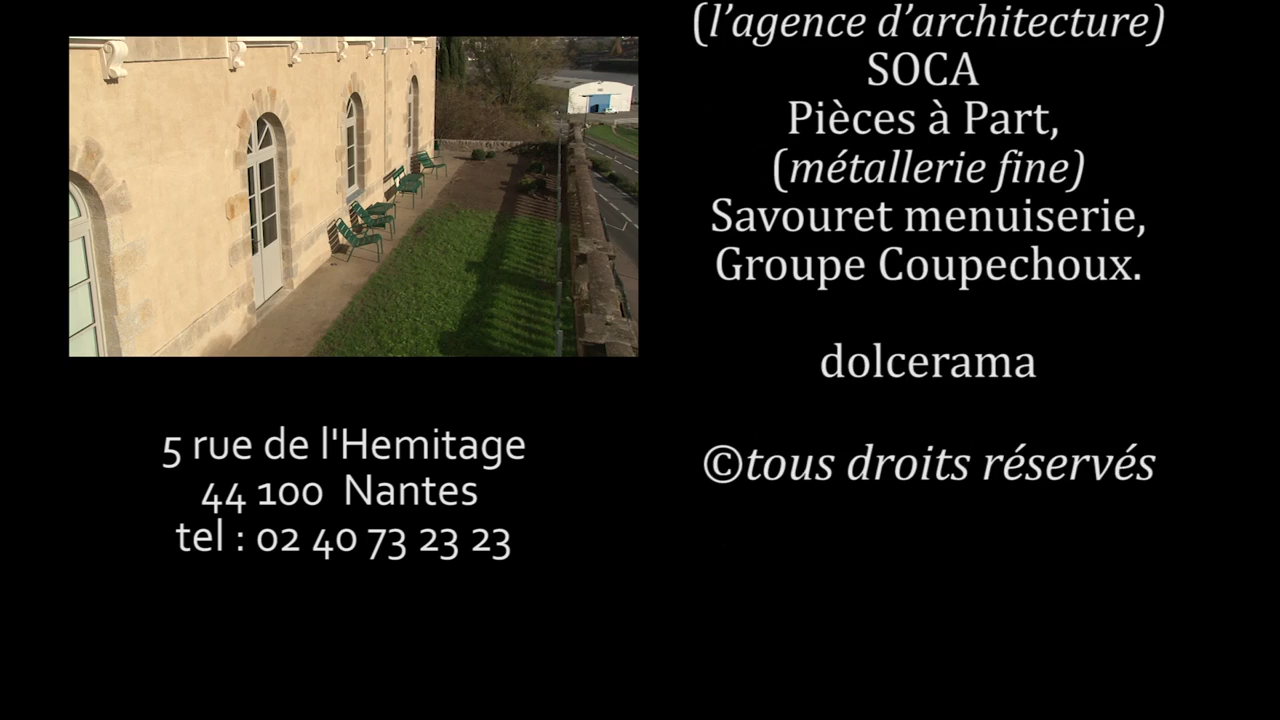 (l’agence d’architecture)
SOCA
Pièces à Part,
(métallerie fine)
Savouret menuiserie,
Groupe Coupechoux.
dolcerama
©tous droits réservés
5 rue de l'Hemitage
44 100 Nantes
tel : 02 40 73 23 23